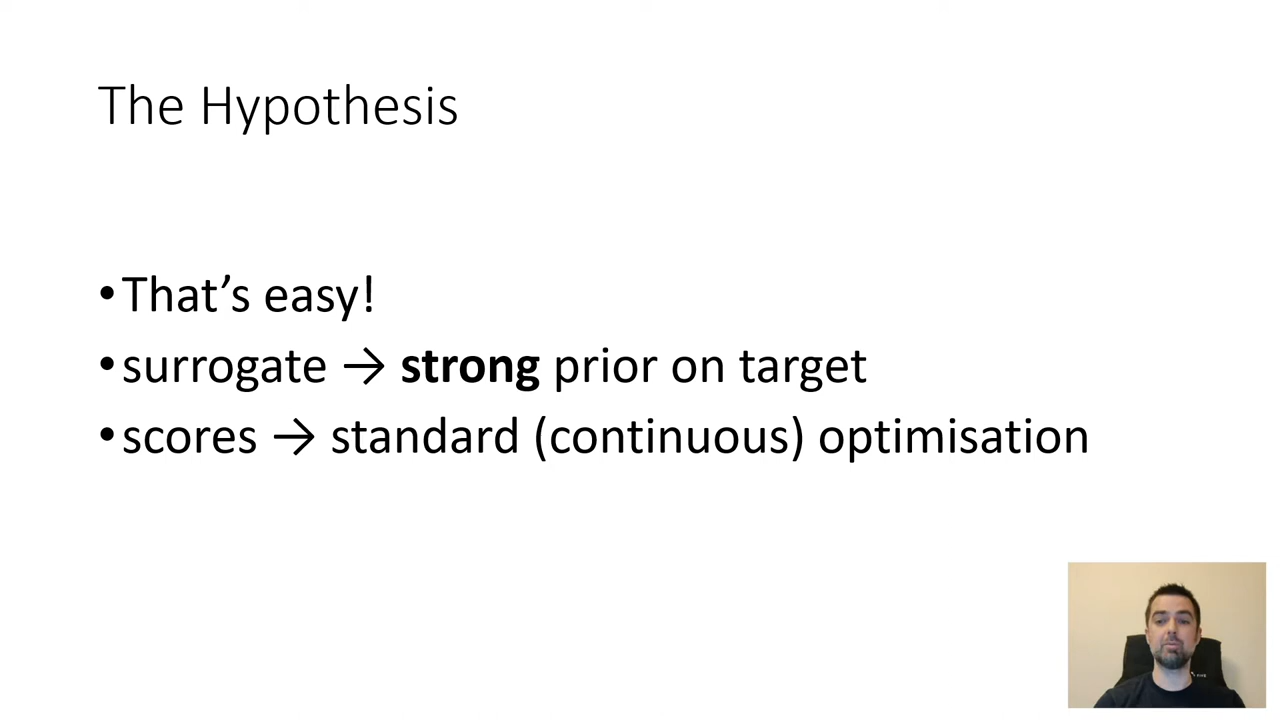 The Hypothesis
•That's easy!
•surrogate → strong prior on target
•scores → standard (continuous) optimisation